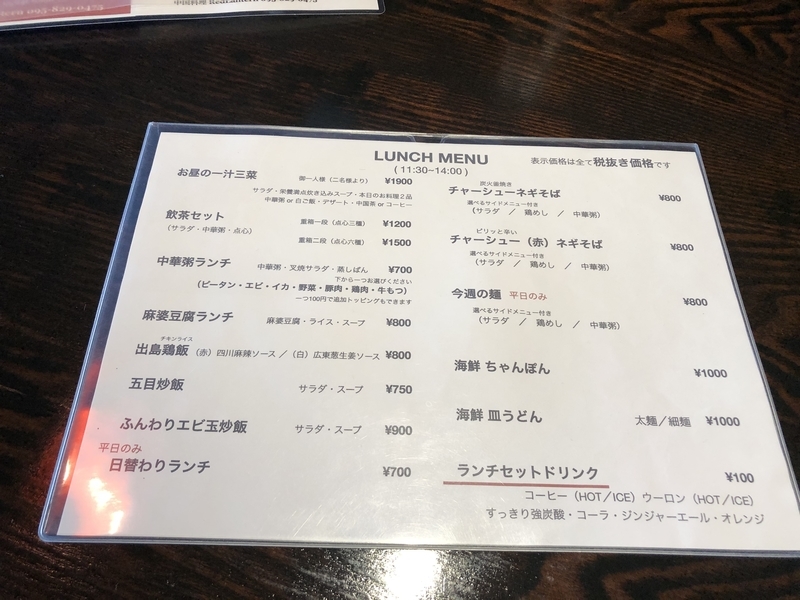 LUNCH MENU
(11:30~14:00)
表示価格は全て税抜き価格です
お昼の一汁三菜 御一人様（二名様より） ¥1900
サラダ・栄養満点炊き込みスープ・本日のお料理２品
中華粥 or 白ご飯・デザート・中国茶 or コーヒー
飲茶セット 重箱一段（点心三種） ¥1200
（サラダ・中華粥・点心） 重箱二段（点心六種） ¥1500
中華粥ランチ 中華粥・叉焼サラダ・蒸しぱん ¥700
下から一つお選びください
（ピータン・エビ・イカ・野菜・豚肉・鶏肉・牛もつ）
一つ100円で追加トッピングもできます
麻婆豆腐ランチ 麻婆豆腐・ライス・スープ ¥800
チキンライス
出島鶏飯（赤）四川麻辣ソース ／（白）広東葱生姜ソース ¥800
五目炒飯 サラダ・スープ ¥750
ふんわりエビ玉炒飯 サラダ・スープ ¥900
平日のみ
日替わりランチ ¥700
炭火釜焼き
チャーシューネギそば ¥800
選べるサイドメニュー付き
（サラダ ／ 鶏めし ／ 中華粥）
ピリッと辛い
チャーシュー（赤）ネギそば ¥800
選べるサイドメニュー付き
（サラダ ／ 鶏めし ／ 中華粥）
今週の麺 平日のみ ¥800
選べるサイドメニュー付き
（サラダ ／ 鶏めし ／ 中華粥）
海鮮 ちゃんぽん ¥1000
海鮮 皿うどん 太麺／細麺 ¥1000
ランチセットドリンク ¥100
コーヒー（HOT/ICE）ウーロン（HOT/ICE）
すっきり強炭酸・コーラ・ジンジャーエール・オレンジ